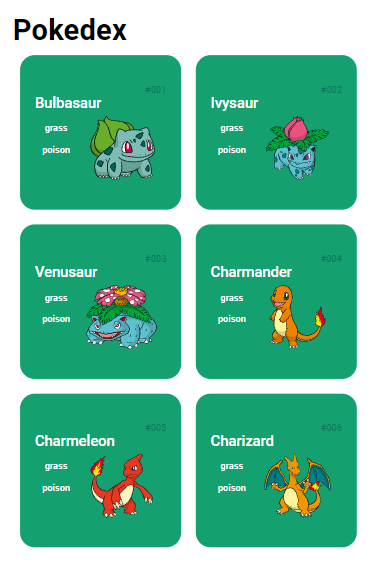 Pokedex
#001
Bulbasaur
grass
poison
#002
Ivysaur
grass
poison
#003
Venusaur
grass
poison
#004
Charmander
grass
poison
#005
Charmeleon
grass
poison
#006
Charizard
grass
poison